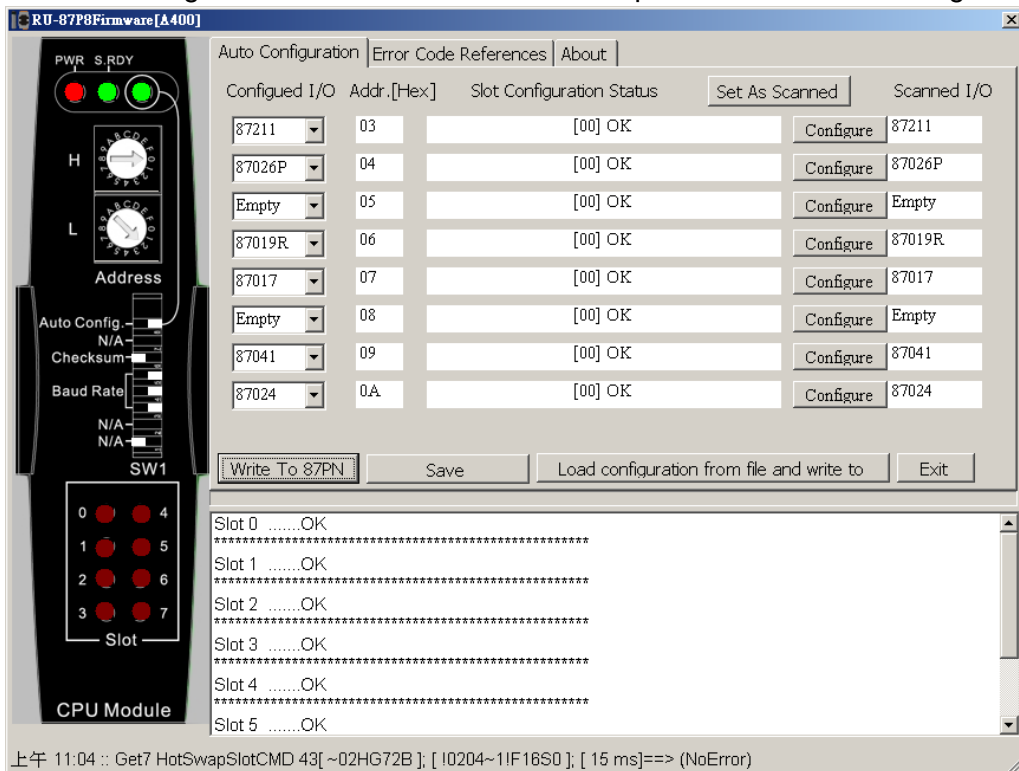 RU-87P8Firmware[A400]
PWR S.RDY
H
L
Address
Auto Config.
N/A
Checksum
Baud Rate
N/A
N/A
SW1
0 4
1 5
2 6
3 7
Slot
CPU Module
Auto Configuration Error Code References About
Configued I/O Addr.[Hex] Slot Configuration Status Set As Scanned Scanned I/O
87211 03 [00] OK Configure 87211
87026P 04 [00] OK Configure 87026P
Empty 05 [00] OK Configure Empty
87019R 06 [00] OK Configure 87019R
87017 07 [00] OK Configure 87017
Empty 08 [00] OK Configure Empty
87041 09 [00] OK Configure 87041
87024 0A [00] OK Configure 87024
Write To 87PN Save Load configuration from file and write to Exit
Slot 0 .......OK
******************************************************
Slot 1 .......OK
******************************************************
Slot 2 .......OK
******************************************************
Slot 3 .......OK
******************************************************
Slot 4 .......OK
******************************************************
Slot 5 .......OK
上午 11:04 :: Get7 HotSwapSlotCMD 43[ ~02HG72B ]; [ !0204~1!F16S0 ]; [ 15 ms]==> (NoError)